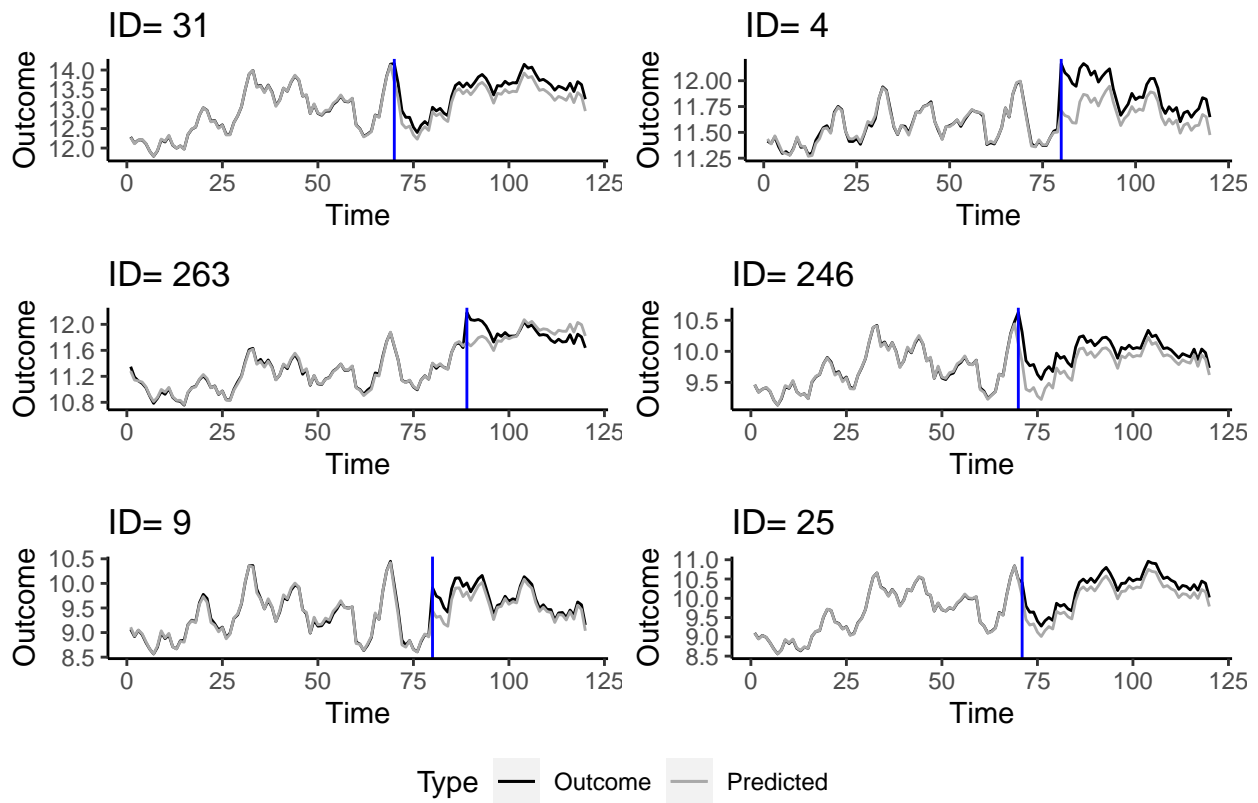 ID= 31
Outcome
14.0
13.5
13.0
12.5
12.0
0 25 50 75 100 125
Time
ID= 4
Outcome
12.00
11.75
11.50
11.25
0 25 50 75 100 125
Time
ID= 263
Outcome
12.0
11.6
11.2
10.8
0 25 50 75 100 125
Time
ID= 246
Outcome
10.5
10.0
9.5
0 25 50 75 100 125
Time
ID= 9
Outcome
10.5
10.0
9.5
9.0
8.5
0 25 50 75 100 125
Time
ID= 25
Outcome
11.0
10.5
10.0
9.5
9.0
8.5
0 25 50 75 100 125
Time
Type Outcome Predicted